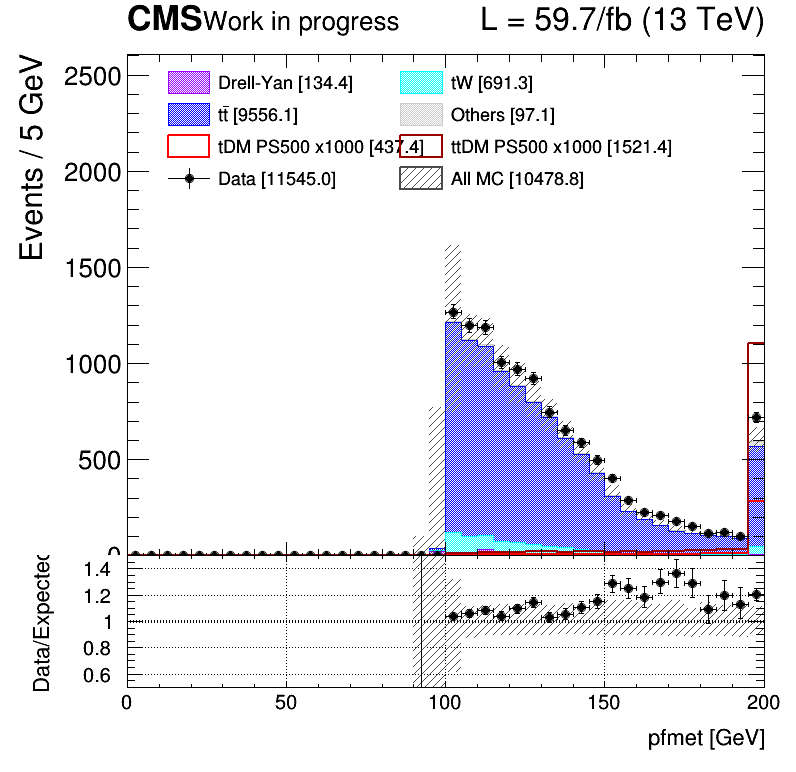 CMS Work in progress L = 59.7/fb (13 TeV)
Events / 5 GeV
2500
2000
1500
1000
500
0
Drell-Yan [134.4] tW [691.3]
tt̄ [9556.1] Others [97.1]
tDM PS500 x1000 [437.4] ttDM PS500 x1000 [1521.4]
Data [11545.0] All MC [10478.8]
Data/Expected
1.4
1.2
1
0.8
0.6
0 50 100 150 200
pfmet [GeV]